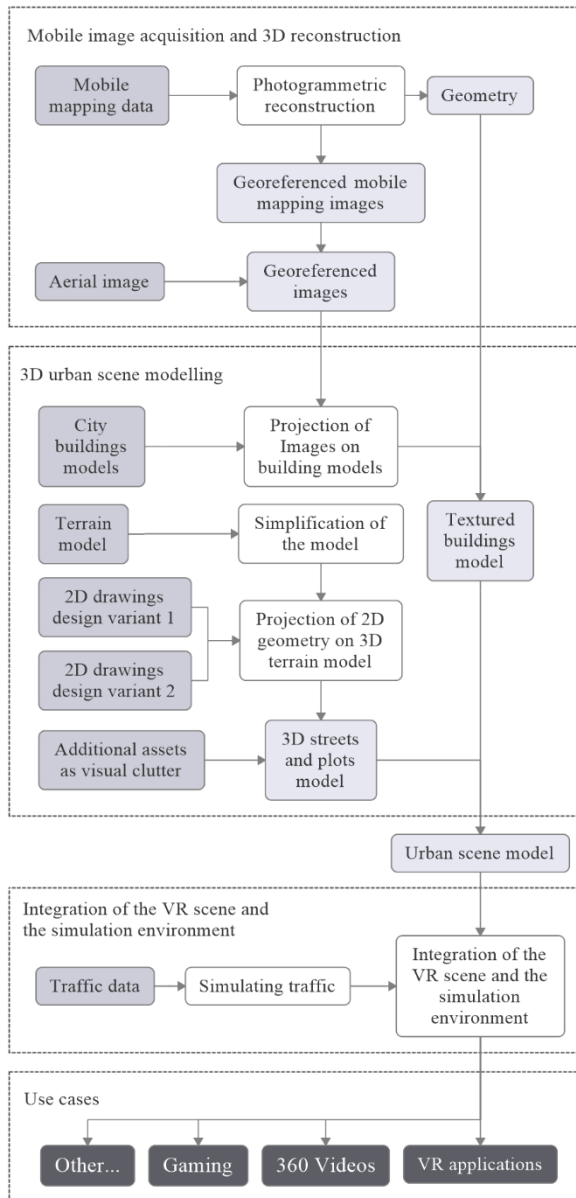 Mobile image acquisition and 3D reconstruction
Mobile
mapping data
Photogrammetric
reconstruction
Geometry
Georeferenced mobile
mapping images
Aerial image
Georeferenced
images
3D urban scene modelling
City
buildings
models
Projection of
Images on
building models
Terrain
model
Simplification of
the model
Textured
buildings
model
2D drawings
design variant 1
2D drawings
design variant 2
Projection of 2D
geometry on 3D
terrain model
Additional assets
as visual clutter
3D streets
and plots
model
Urban scene model
Integration of the VR scene and
the simulation environment
Traffic data
Simulating traffic
Integration of the
VR scene and the
simulation
environment
Use cases
Other...
Gaming
360 Videos
VR applications